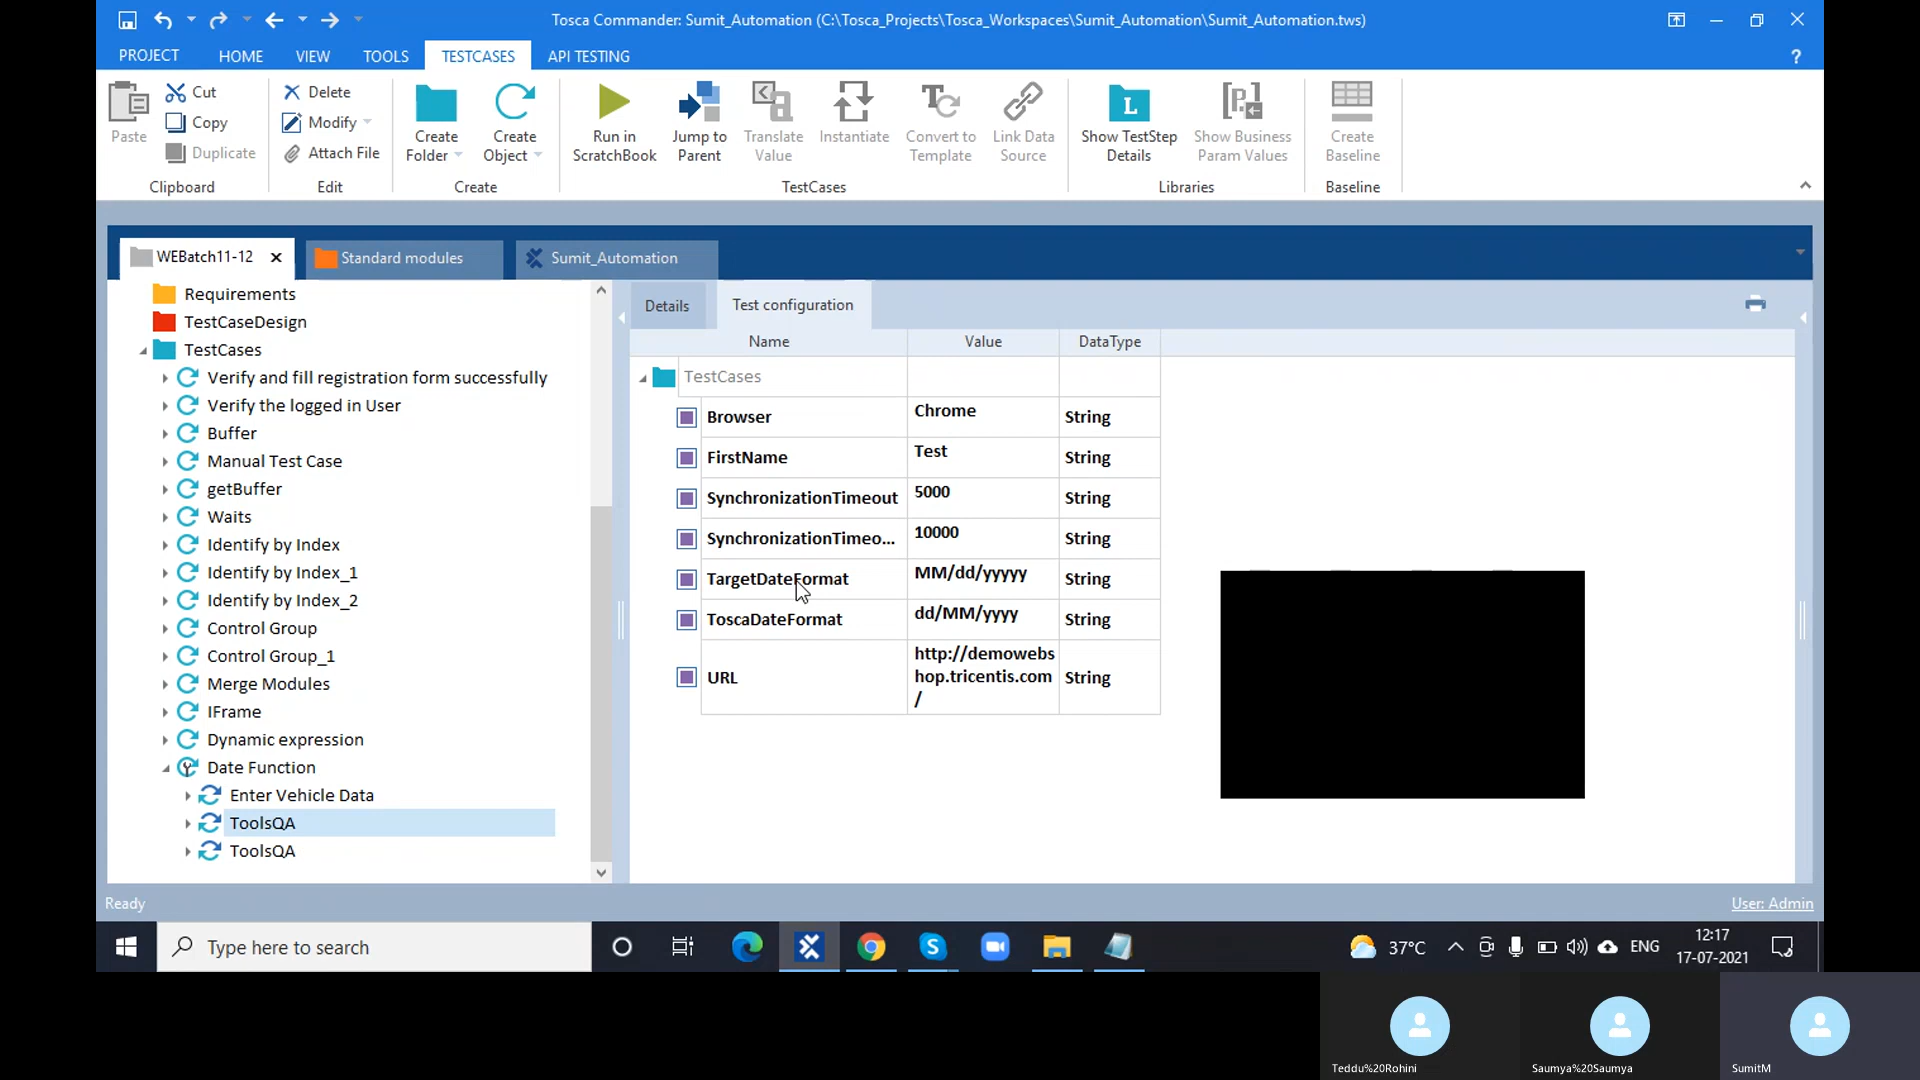 Tosca Commander: Sumit_Automation (C:\Tosca_Projects\Tosca_Workspaces\Sumit_Automation\Sumit_Automation.tws)
PROJECT HOME VIEW TOOLS TESTCASES API TESTING ?
Paste
Cut
Copy
Duplicate
Clipboard
Delete
Modify
Attach File
Edit
Create Folder
Create Object
Create
Run in ScratchBook
Jump to Parent
Translate Value
Instantiate
Convert to Template
Link Data Source
TestCases
Show TestStep Details
Show Business Param Values
Libraries
Create Baseline
Baseline
WEBatch11-12
Standard modules
Sumit_Automation
Requirements
TestCaseDesign
TestCases
Verify and fill registration form successfully
Verify the logged in User
Buffer
Manual Test Case
getBuffer
Waits
Identify by Index
Identify by Index_1
Identify by Index_2
Control Group
Control Group_1
Merge Modules
IFrame
Dynamic expression
Date Function
Enter Vehicle Data
ToolsQA
ToolsQA
Details Test configuration
Name Value DataType
TestCases
Browser Chrome String
FirstName Test String
SynchronizationTimeout 5000 String
SynchronizationTimeo... 10000 String
TargetDateFormat MM/dd/yyyyy String
ToscaDateFormat dd/MM/yyyy String
URL http://demowebshop.tricentis.com/ String
Ready
User: Admin
Type here to search
37°C
ENG
12:17
17-07-2021
Teddu%20Rohini
Saumya%20Saumya
SumitM